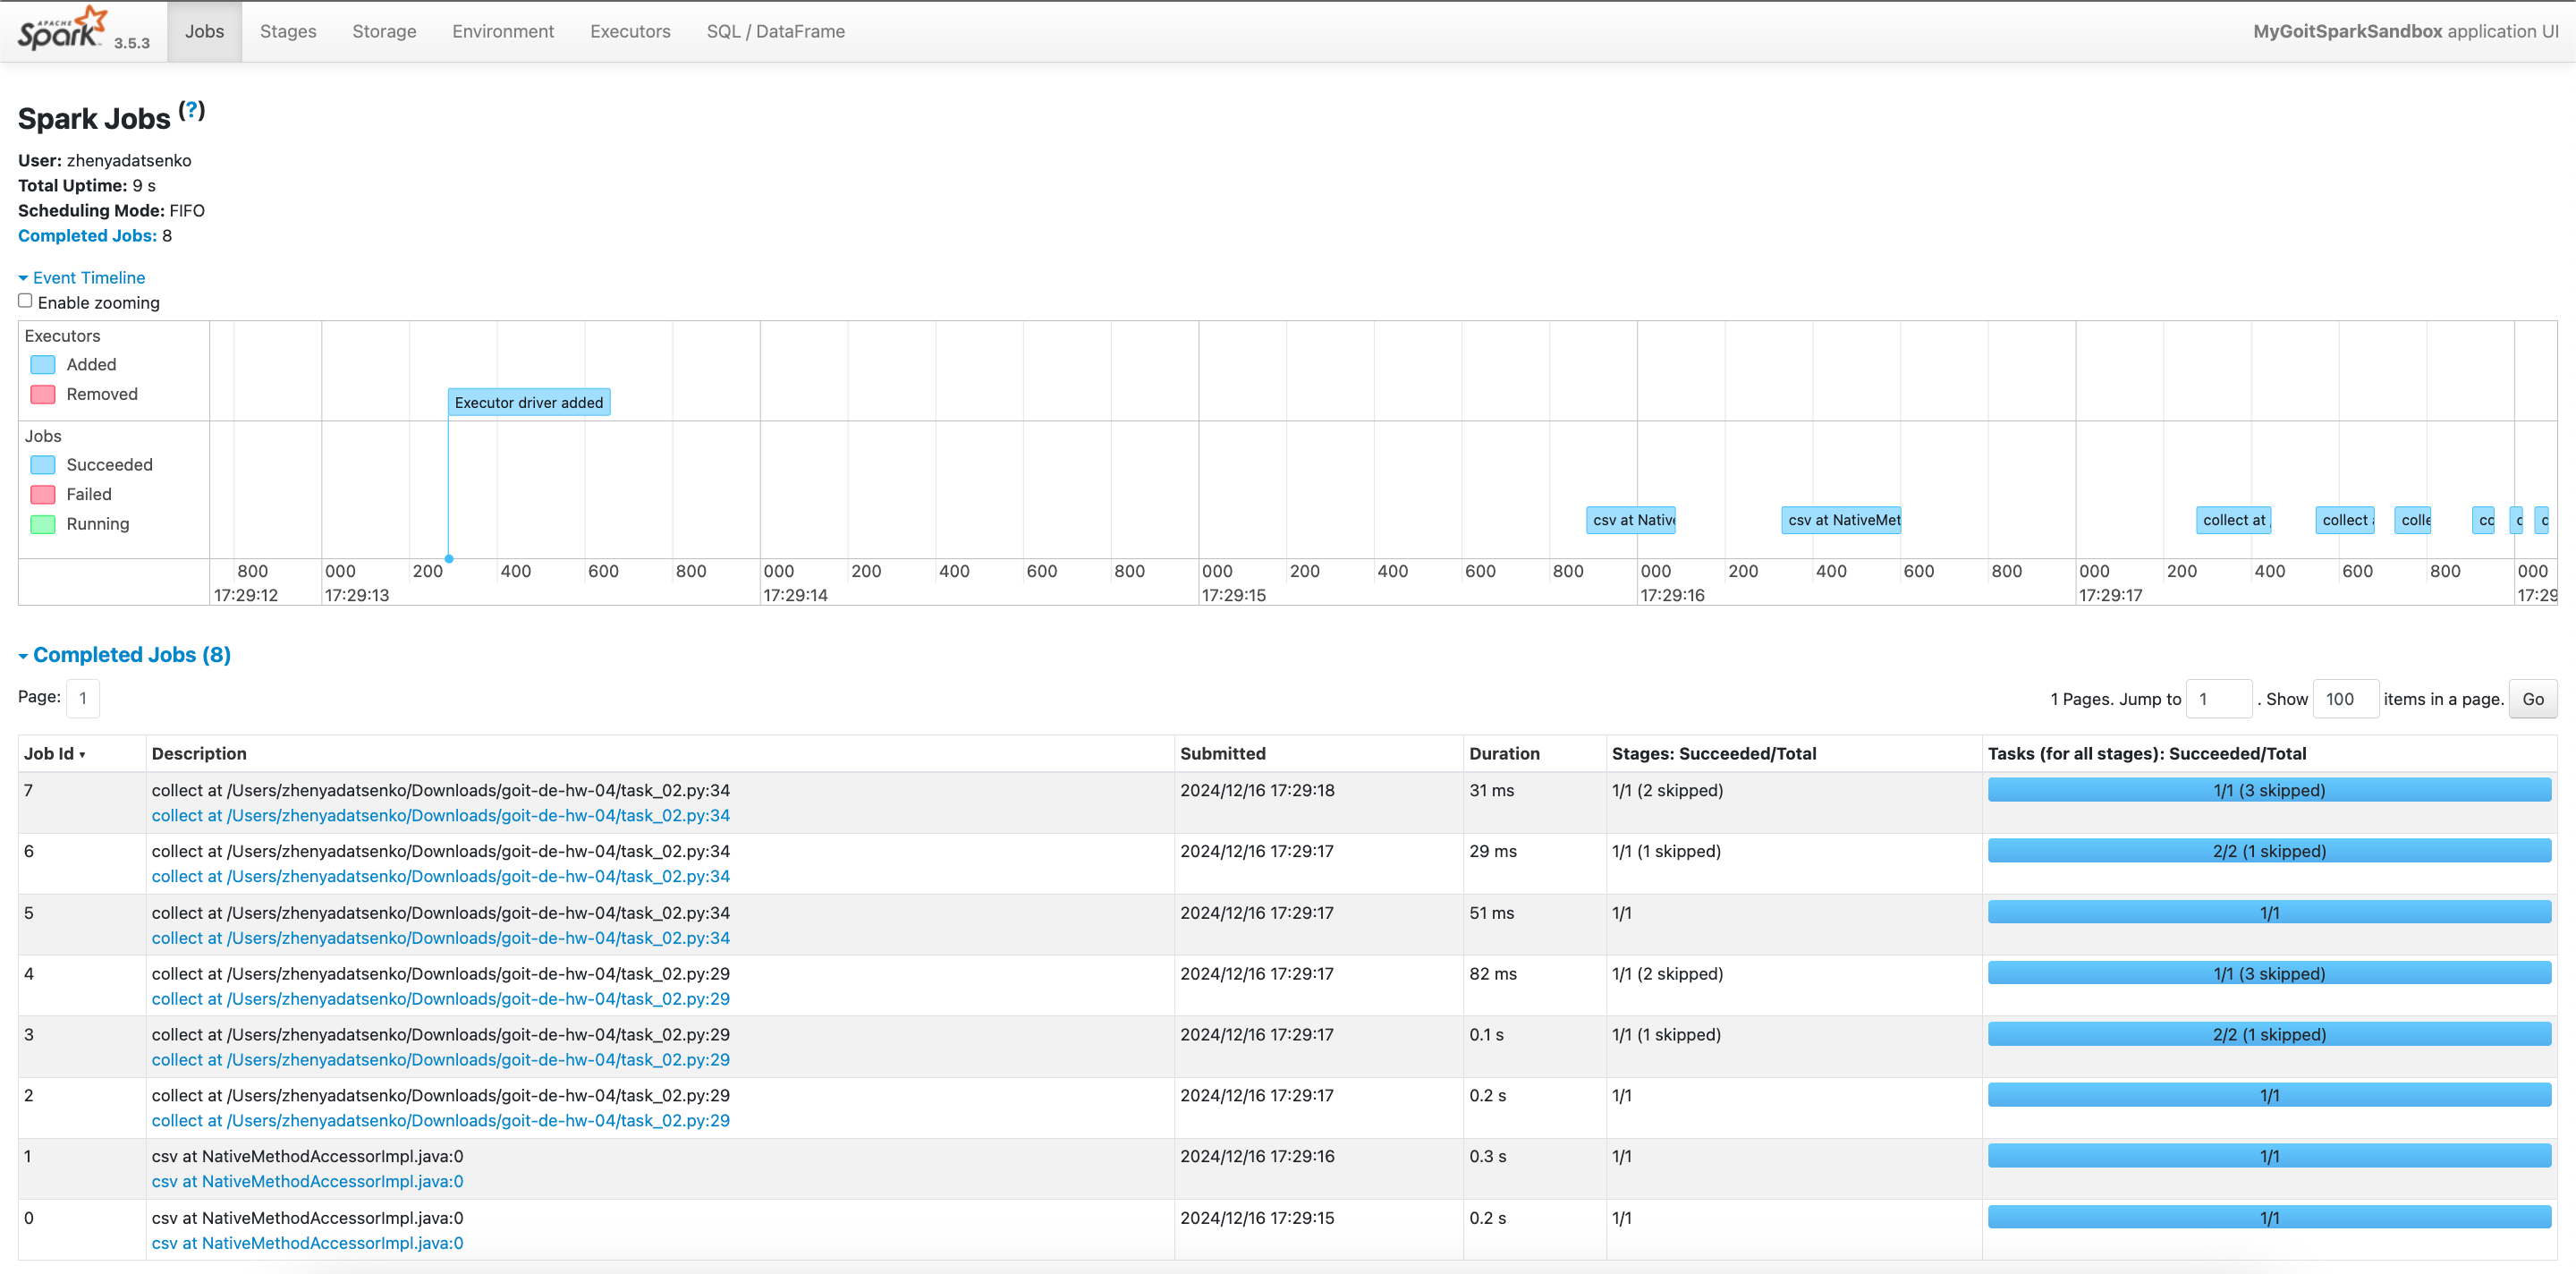 APACHE Spark 3.5.3 Jobs Stages Storage Environment Executors SQL / DataFrame MyGoitSparkSandbox application UI
Spark Jobs (?)
User: zhenyadatsenko
Total Uptime: 9 s
Scheduling Mode: FIFO
Completed Jobs: 8
Event Timeline
Enable zooming
Executors
Added
Removed
Executor driver added
Jobs
Succeeded
Failed
Running
csv at Nativ csv at NativeMet collect at collect colle cc c c
800 000 200 400 600 800 000 200 400 600 800 000 200 400 600 800 000 200 400 600 800 000 200 400 600 800 000
17:29:12 17:29:13 17:29:14 17:29:15 17:29:16 17:29:17 17:29
Completed Jobs (8)
Page: 1 1 Pages. Jump to 1 . Show 100 items in a page. Go
Job Id ▾ Description Submitted Duration Stages: Succeeded/Total Tasks (for all stages): Succeeded/Total
7 collect at /Users/zhenyadatsenko/Downloads/goit-de-hw-04/task_02.py:34 2024/12/16 17:29:18 31 ms 1/1 (2 skipped) 1/1 (3 skipped)
collect at /Users/zhenyadatsenko/Downloads/goit-de-hw-04/task_02.py:34
6 collect at /Users/zhenyadatsenko/Downloads/goit-de-hw-04/task_02.py:34 2024/12/16 17:29:17 29 ms 1/1 (1 skipped) 2/2 (1 skipped)
collect at /Users/zhenyadatsenko/Downloads/goit-de-hw-04/task_02.py:34
5 collect at /Users/zhenyadatsenko/Downloads/goit-de-hw-04/task_02.py:34 2024/12/16 17:29:17 51 ms 1/1 1/1
collect at /Users/zhenyadatsenko/Downloads/goit-de-hw-04/task_02.py:34
4 collect at /Users/zhenyadatsenko/Downloads/goit-de-hw-04/task_02.py:29 2024/12/16 17:29:17 82 ms 1/1 (2 skipped) 1/1 (3 skipped)
collect at /Users/zhenyadatsenko/Downloads/goit-de-hw-04/task_02.py:29
3 collect at /Users/zhenyadatsenko/Downloads/goit-de-hw-04/task_02.py:29 2024/12/16 17:29:17 0.1 s 1/1 (1 skipped) 2/2 (1 skipped)
collect at /Users/zhenyadatsenko/Downloads/goit-de-hw-04/task_02.py:29
2 collect at /Users/zhenyadatsenko/Downloads/goit-de-hw-04/task_02.py:29 2024/12/16 17:29:17 0.2 s 1/1 1/1
collect at /Users/zhenyadatsenko/Downloads/goit-de-hw-04/task_02.py:29
1 csv at NativeMethodAccessorImpl.java:0 2024/12/16 17:29:16 0.3 s 1/1 1/1
csv at NativeMethodAccessorImpl.java:0
0 csv at NativeMethodAccessorImpl.java:0 2024/12/16 17:29:15 0.2 s 1/1 1/1
csv at NativeMethodAccessorImpl.java:0